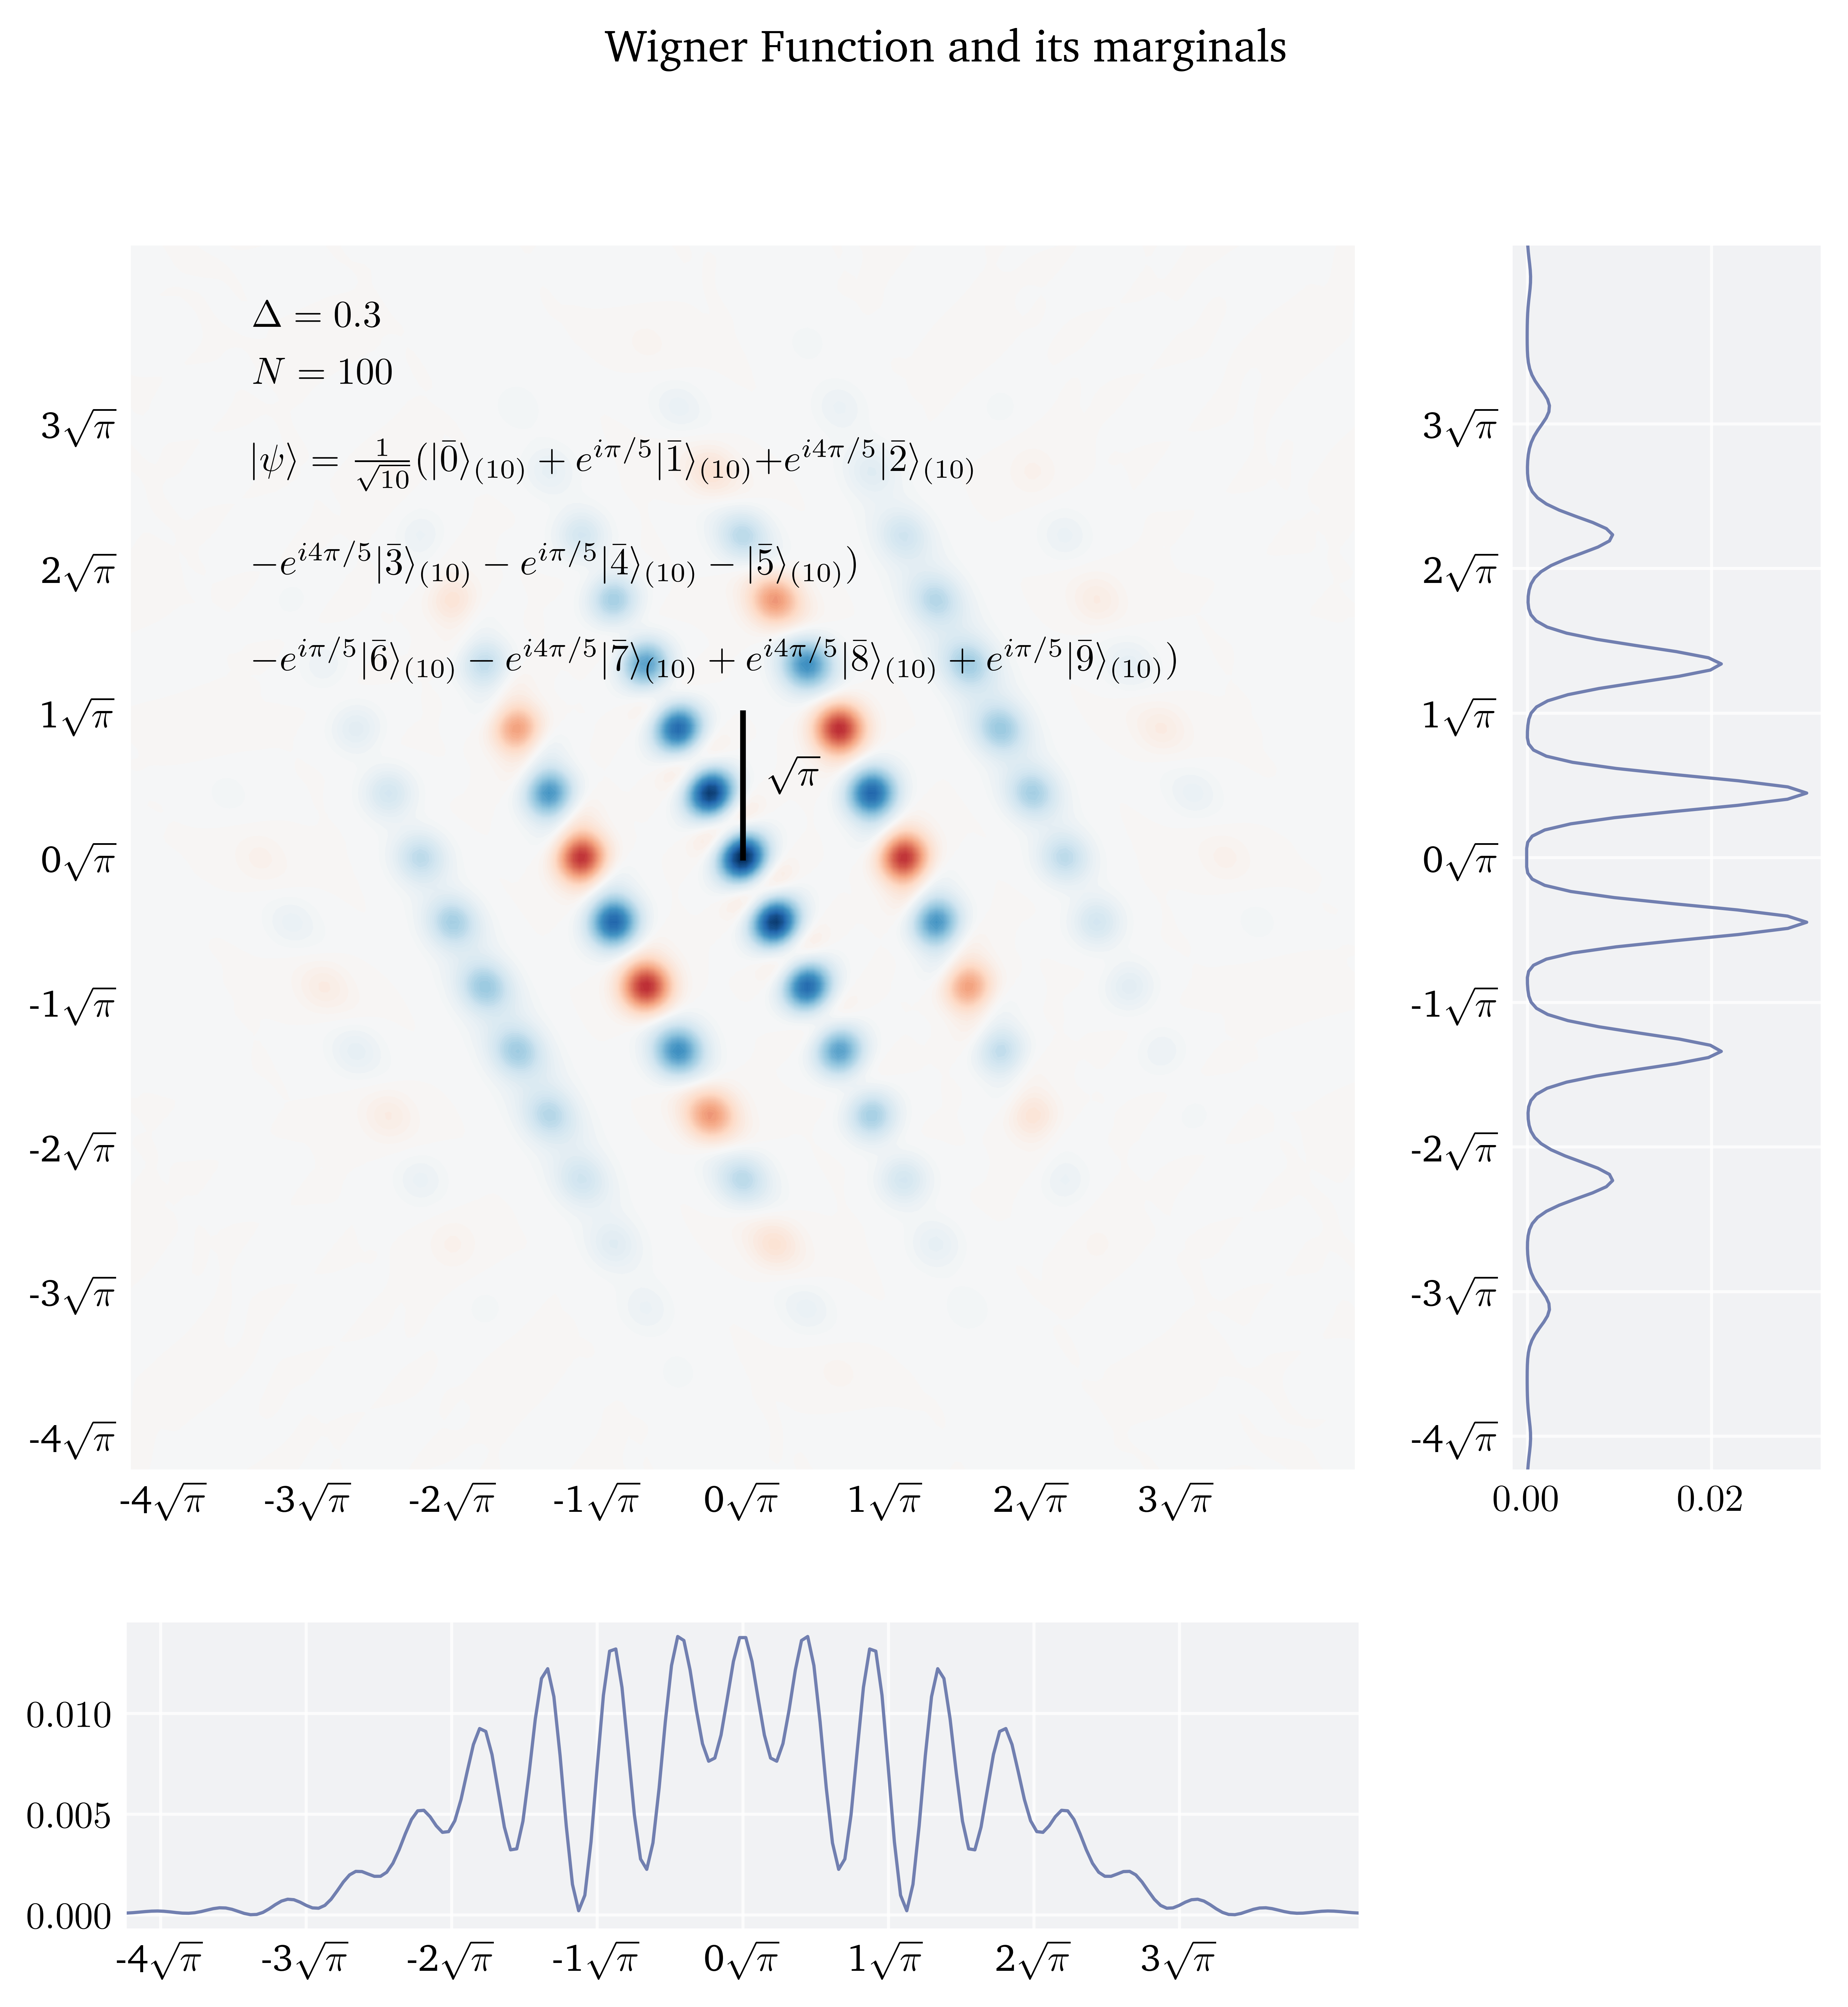 Wigner Function and its marginals
Δ = 0.3
N = 100
|ψ⟩ = 1/√10 (|0̄⟩(10) + e^{iπ/5}|1̄⟩(10)+e^{i4π/5}|2̄⟩(10)
−e^{i4π/5}|3̄⟩(10) − e^{iπ/5}|4̄⟩(10) − |5̄⟩(10))
−e^{iπ/5}|6̄⟩(10) − e^{i4π/5}|7̄⟩(10) + e^{i4π/5}|8̄⟩(10) + e^{iπ/5}|9̄⟩(10))
√π
3√π
2√π
1√π
0√π
-1√π
-2√π
-3√π
-4√π
-4√π -3√π -2√π -1√π 0√π 1√π 2√π 3√π
3√π
2√π
1√π
0√π
-1√π
-2√π
-3√π
-4√π
0.00 0.02
0.010
0.005
0.000
-4√π -3√π -2√π -1√π 0√π 1√π 2√π 3√π